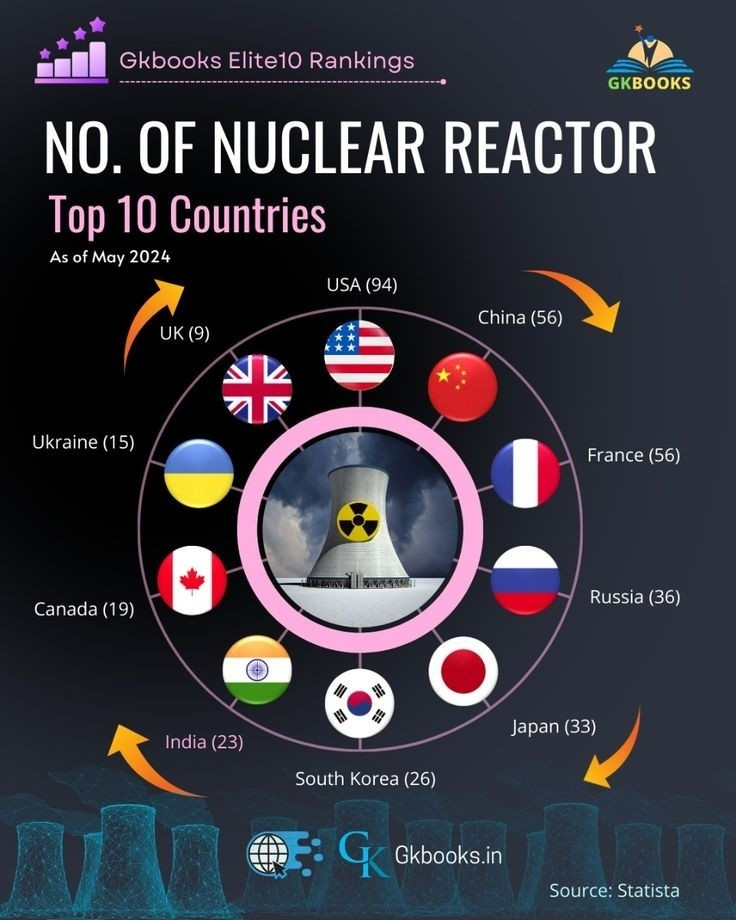 Gkbooks Elite10 Rankings
GKBOOKS
NO. OF NUCLEAR REACTOR
Top 10 Countries
As of May 2024
USA (94)
China (56)
France (56)
Russia (36)
Japan (33)
South Korea (26)
India (23)
Canada (19)
Ukraine (15)
UK (9)
GK Gkbooks.in
Source: Statista